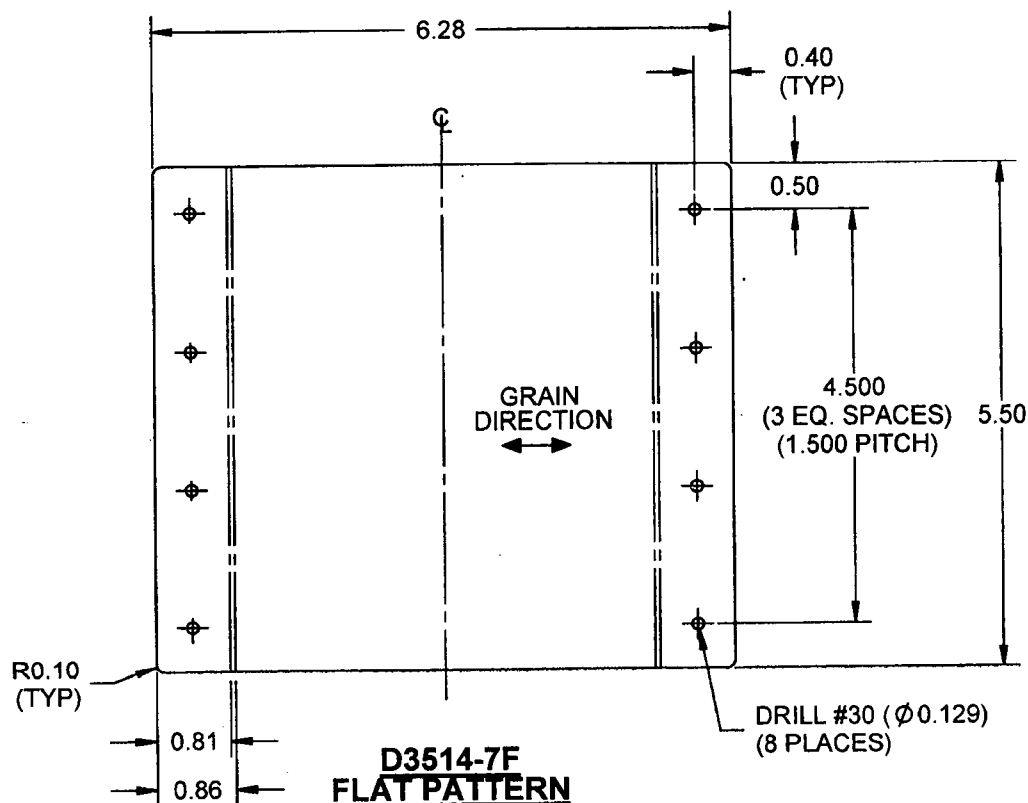 6.28
0.40
(TYP)
℄
0.50
GRAIN
DIRECTION
4.500
(3 EQ. SPACES)
(1.500 PITCH)
5.50
R0.10
(TYP)
DRILL #30 (Ø0.129)
(8 PLACES)
0.81
0.86
D3514-7F
FLAT PATTERN